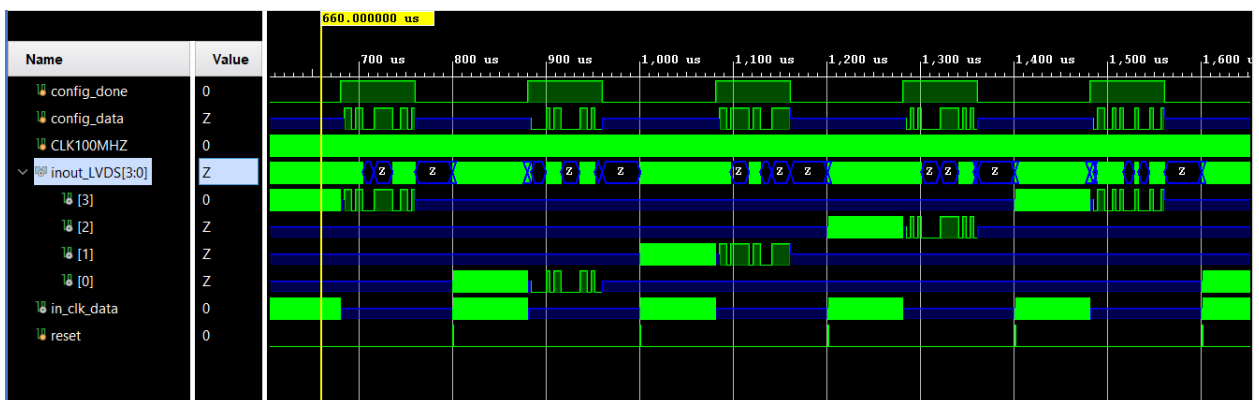 660.000000 us
Name Value
700 us 800 us 900 us 1,000 us 1,100 us 1,200 us 1,300 us 1,400 us 1,500 us 1,600
config_done 0
config_data Z
CLK100MHZ 0
inout_LVDS[3:0] Z Z Z Z Z Z Z Z Z Z Z Z
[3] 0
[2] Z
[1] Z
[0] Z
in_clk_data 0
reset 0